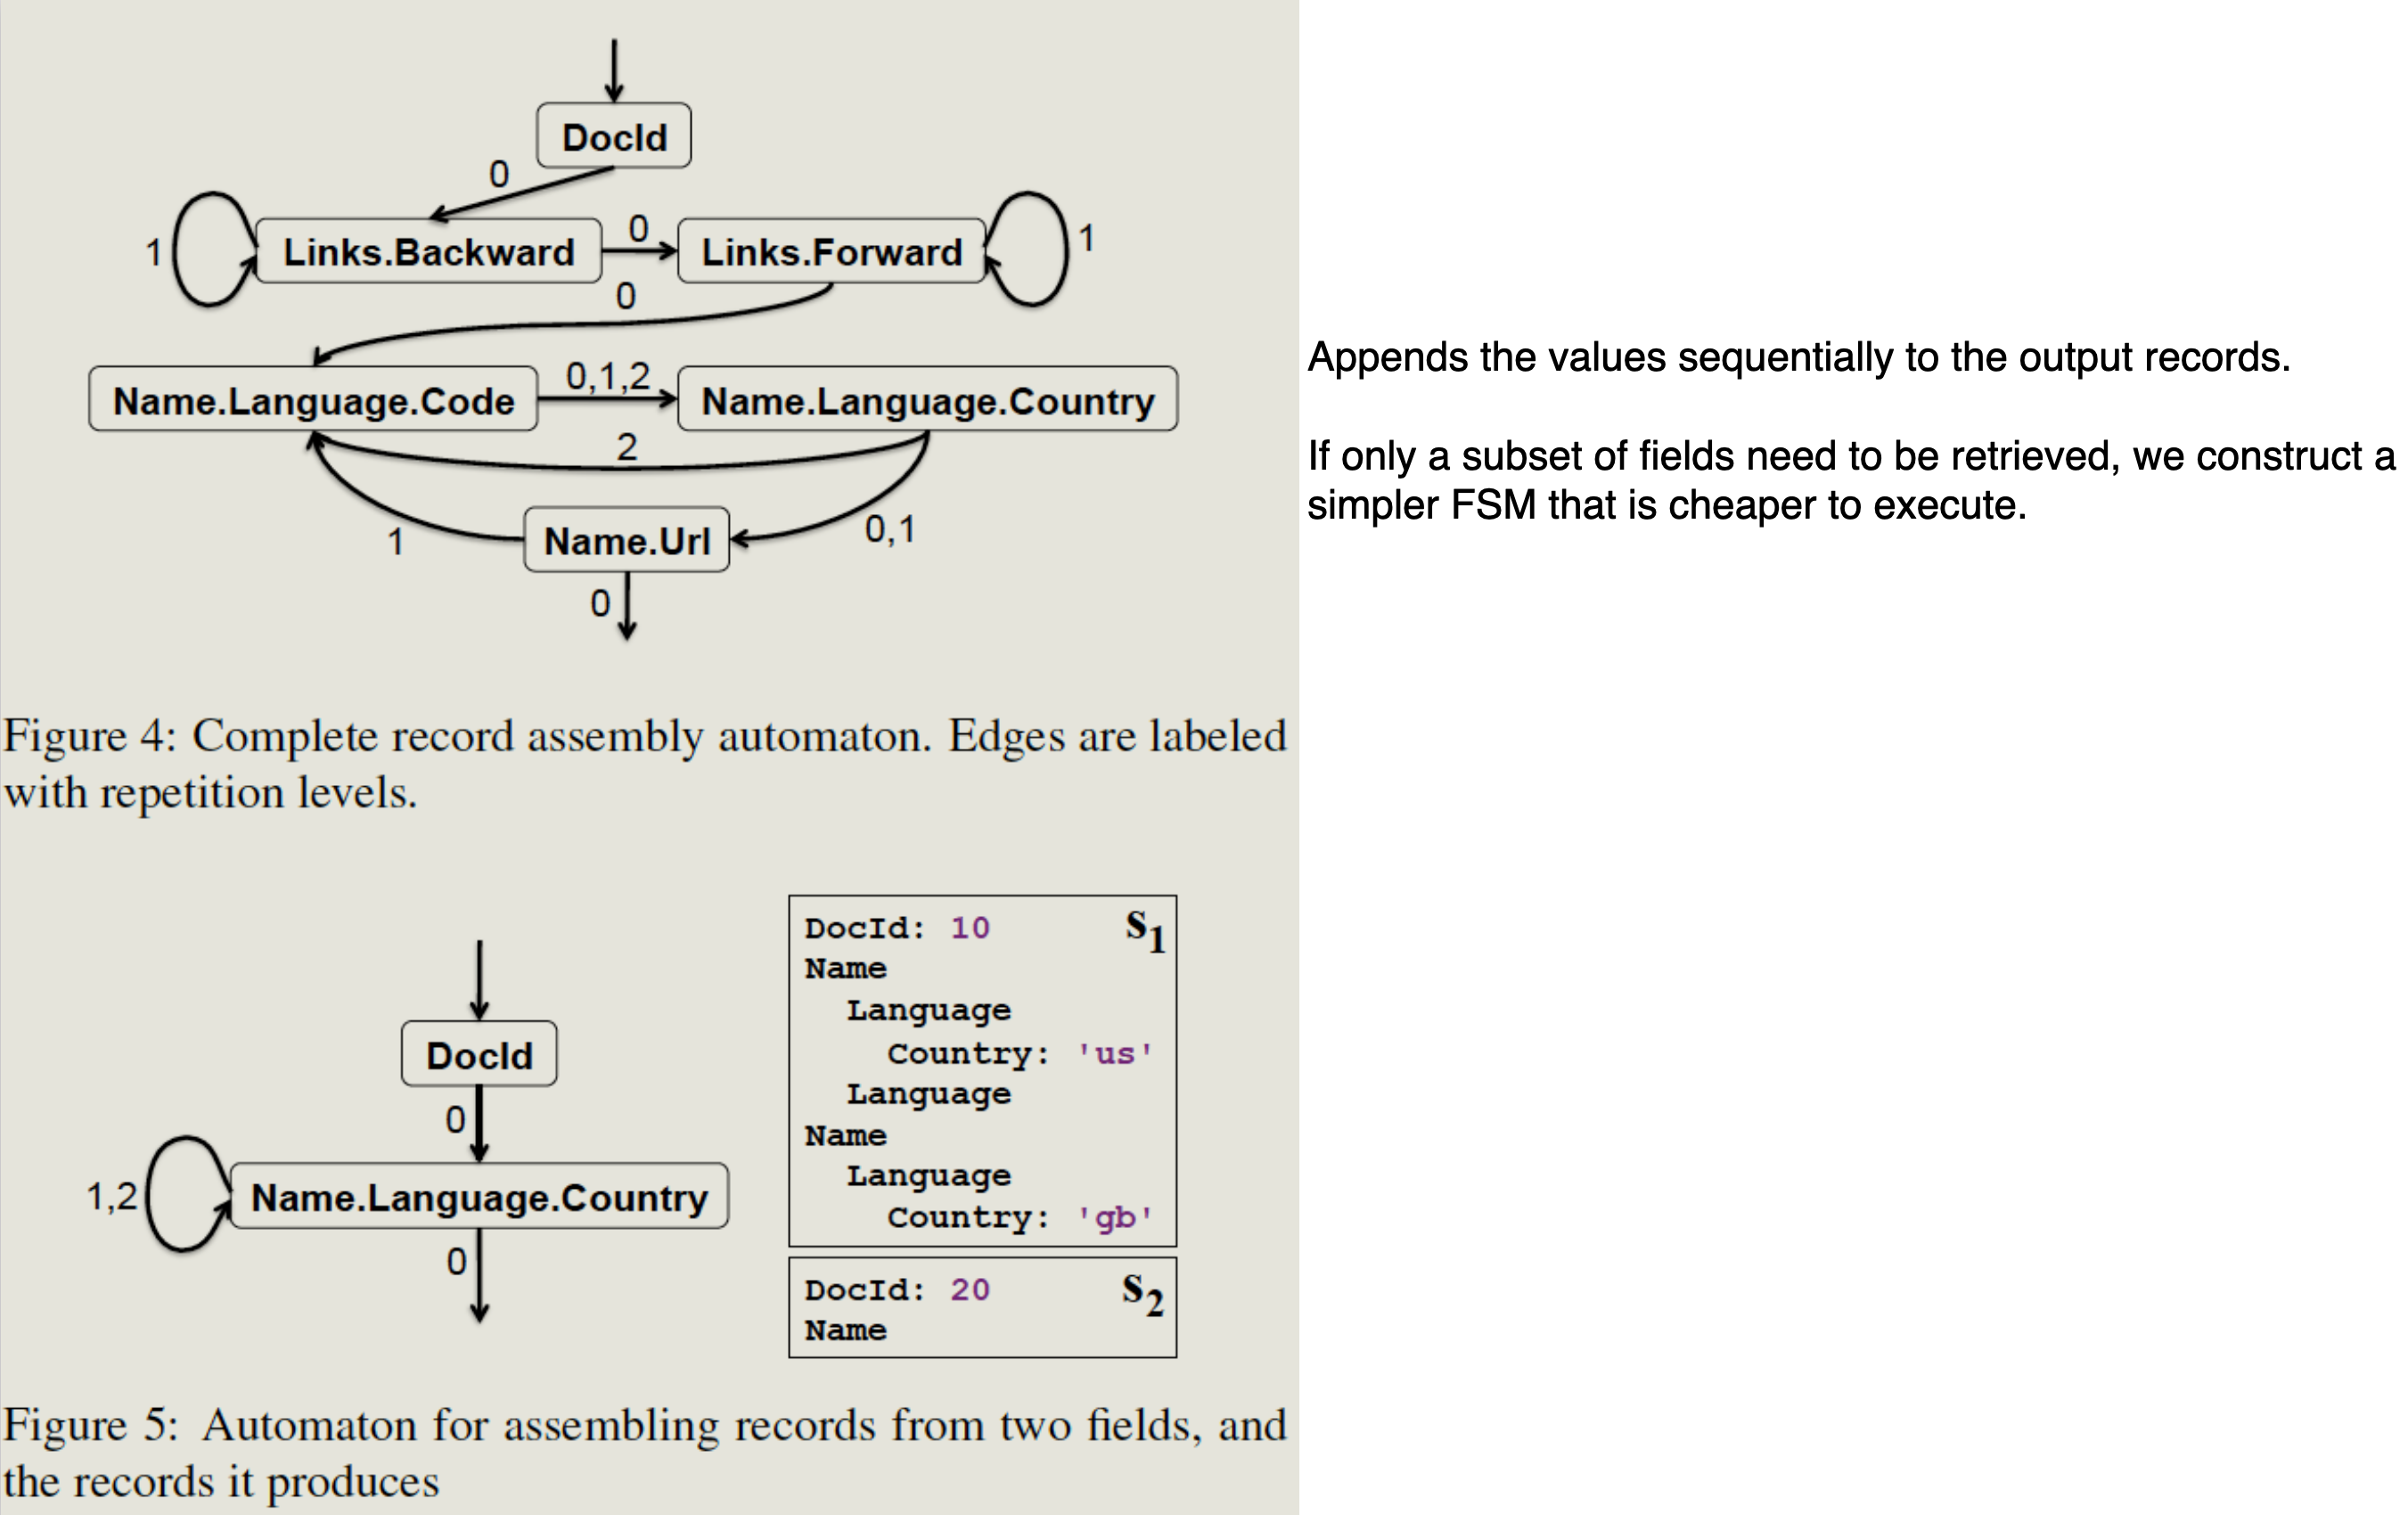 DocId
0
1
Links.Backward
0
Links.Forward
1
0
Name.Language.Code
0,1,2
Name.Language.Country
2
1
Name.Url
0,1
0
Figure 4: Complete record assembly automaton. Edges are labeled
with repetition levels.
DocId
0
1,2
Name.Language.Country
0
DocId: 10 s1
Name
Language
Country: 'us'
Language
Name
Language
Country: 'gb'
DocId: 20 s2
Name
Figure 5: Automaton for assembling records from two fields, and
the records it produces
Appends the values sequentially to the output records.
If only a subset of fields need to be retrieved, we construct a
simpler FSM that is cheaper to execute.